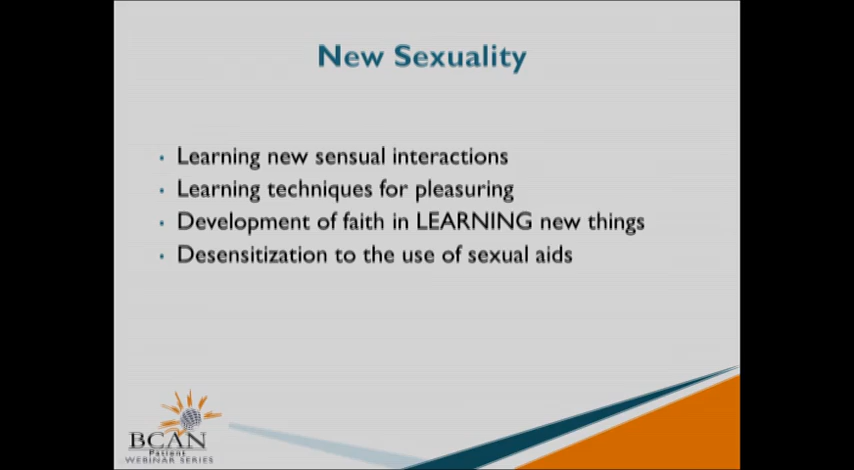 New Sexuality
• Learning new sensual interactions
• Learning techniques for pleasuring
• Development of faith in LEARNING new things
• Desensitization to the use of sexual aids
BCAN
Patient
WEBINAR SERIES